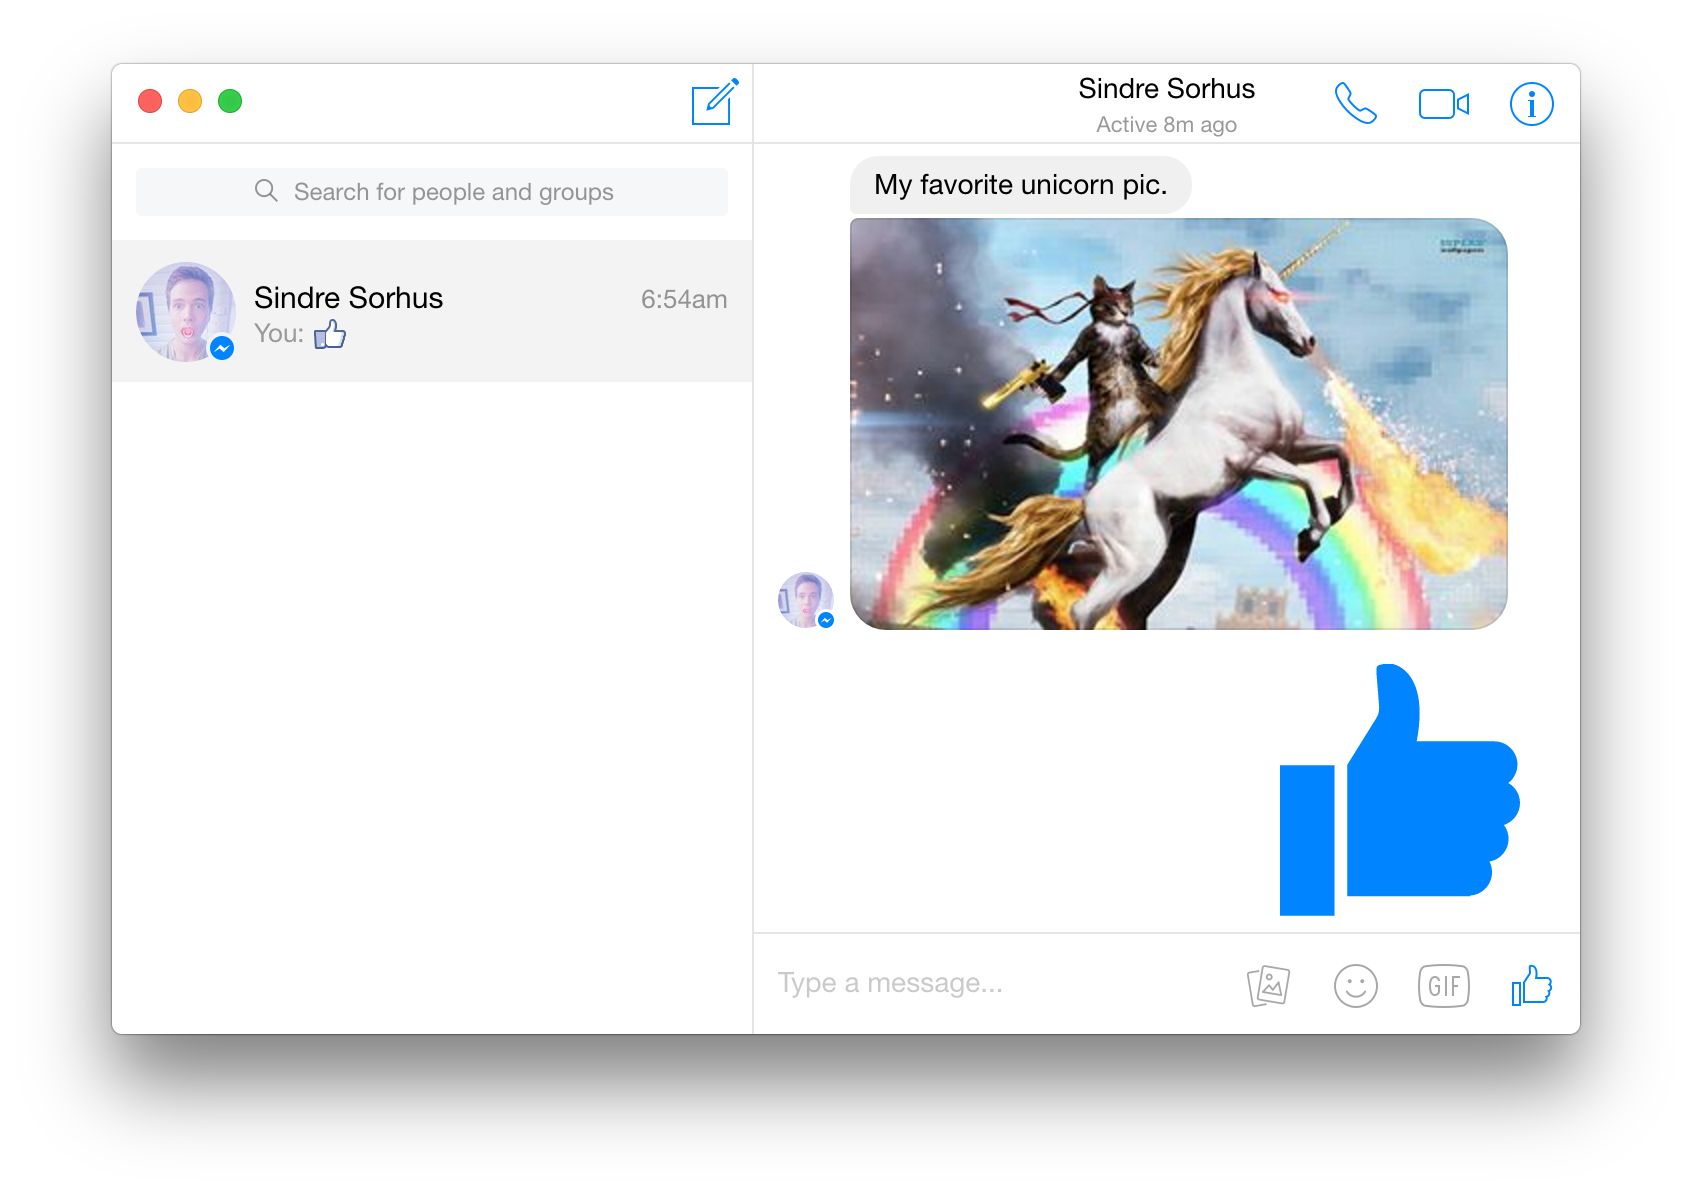 Search for people and groups
Sindre Sorhus
6:54am
You:
Sindre Sorhus
Active 8m ago
My favorite unicorn pic.
Type a message...
GIF